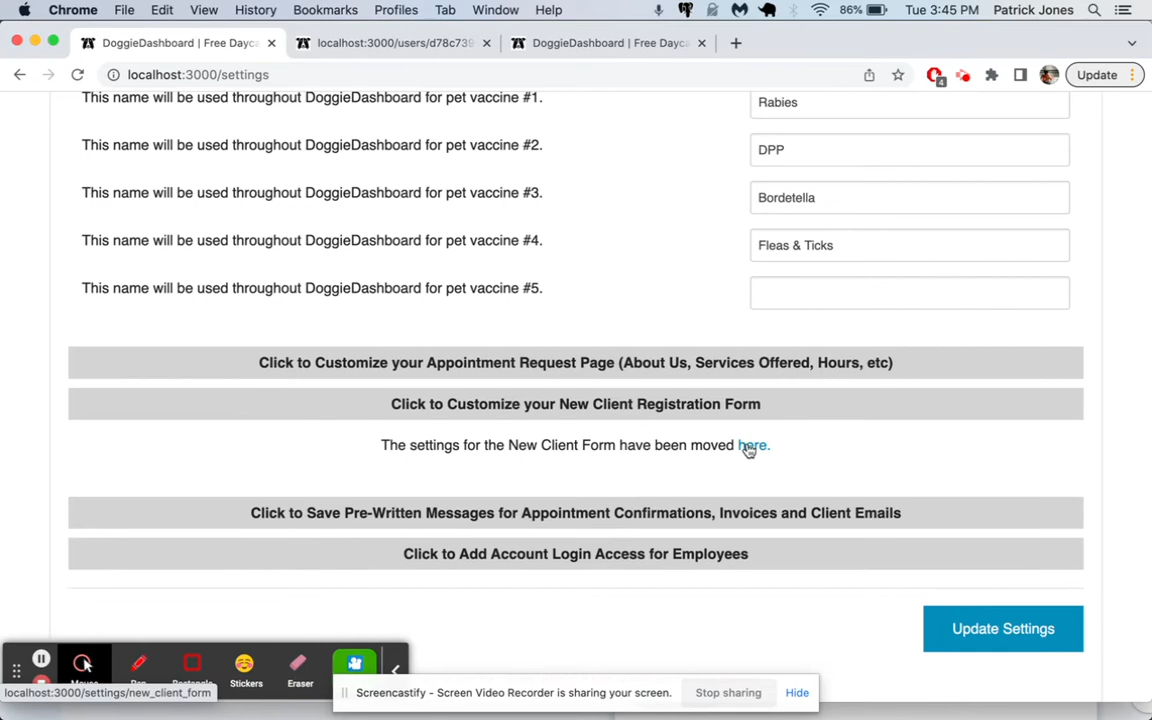 Chrome File Edit View History Bookmarks Profiles Tab Window Help 86% Tue 3:45 PM Patrick Jones
DoggieDashboard | Free Dayca localhost:3000/users/d78c739 DoggieDashboard | Free Dayca
localhost:3000/settings 4 Update
This name will be used throughout DoggieDashboard for pet vaccine #1. Rabies
This name will be used throughout DoggieDashboard for pet vaccine #2. DPP
This name will be used throughout DoggieDashboard for pet vaccine #3. Bordetella
This name will be used throughout DoggieDashboard for pet vaccine #4. Fleas & Ticks
This name will be used throughout DoggieDashboard for pet vaccine #5.
Click to Customize your Appointment Request Page (About Us, Services Offered, Hours, etc)
Click to Customize your New Client Registration Form
The settings for the New Client Form have been moved here.
Click to Save Pre-Written Messages for Appointment Confirmations, Invoices and Client Emails
Click to Add Account Login Access for Employees
Update Settings
Mouse Pen Rectangle Stickers Eraser
localhost:3000/settings/new_client_form
Screencastify - Screen Video Recorder is sharing your screen. Stop sharing Hide